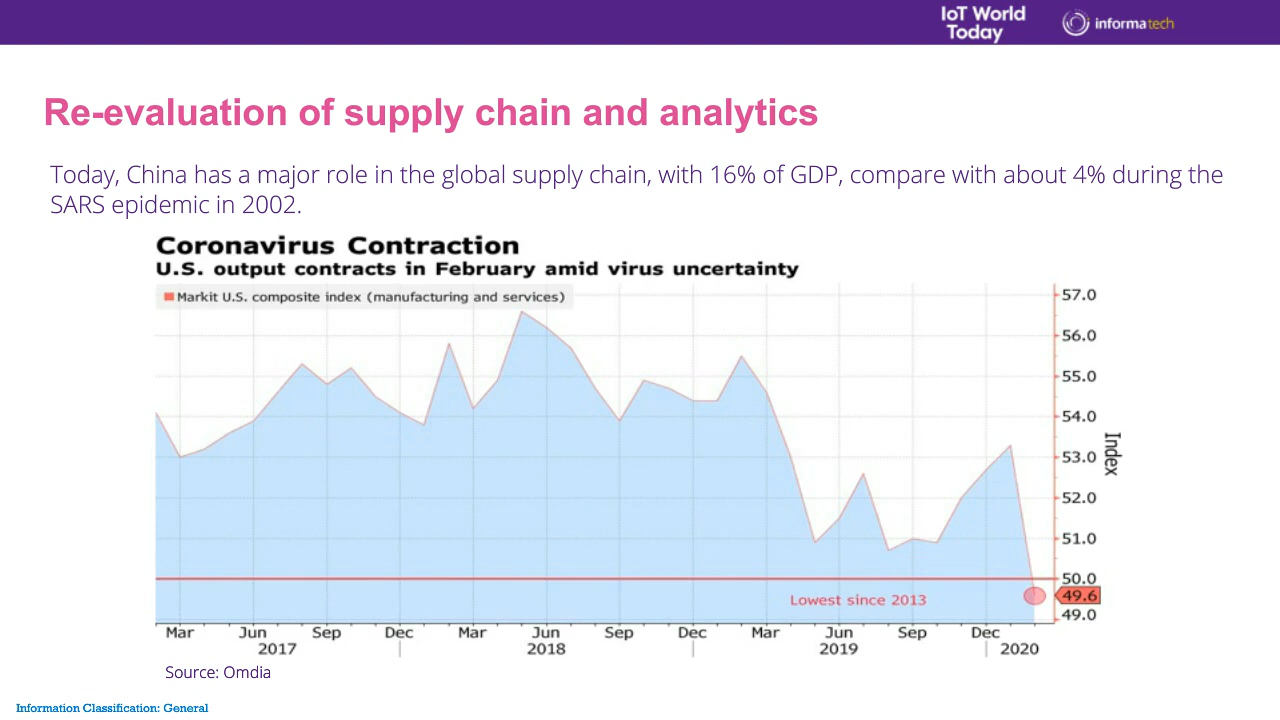 IoT World
Today
informa tech
Re-evaluation of supply chain and analytics
Today, China has a major role in the global supply chain, with 16% of GDP, compare with about 4% during the
SARS epidemic in 2002.
Coronavirus Contraction
U.S. output contracts in February amid virus uncertainty
Markit U.S. composite index (manufacturing and services)
57.0
56.0
55.0
54.0
53.0
52.0
51.0
50.0
49.6
49.0
Index
Lowest since 2013
Mar Jun Sep Dec Mar Jun Sep Dec Mar Jun Sep Dec
2017 2018 2019 2020
Source: Omdia
Information Classification: General